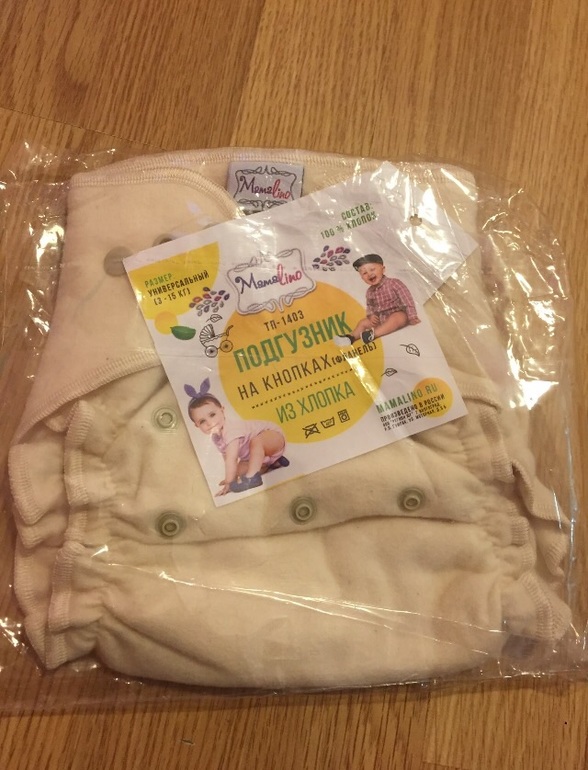 Mamalino
СОСТАВ:
100 % ХЛОПОК
РАЗМЕР
УНИВЕРСАЛЬНЫЙ
(3 - 15 КГ)
Mamalino
ТП-1403
ПОДГУЗНИК
НА КНОПКАХ (ФЛАНЕЛЬ)
ИЗ ХЛОПКА
MAMALINO.RU
ПРОИЗВЕДЕНО В РОССИИ